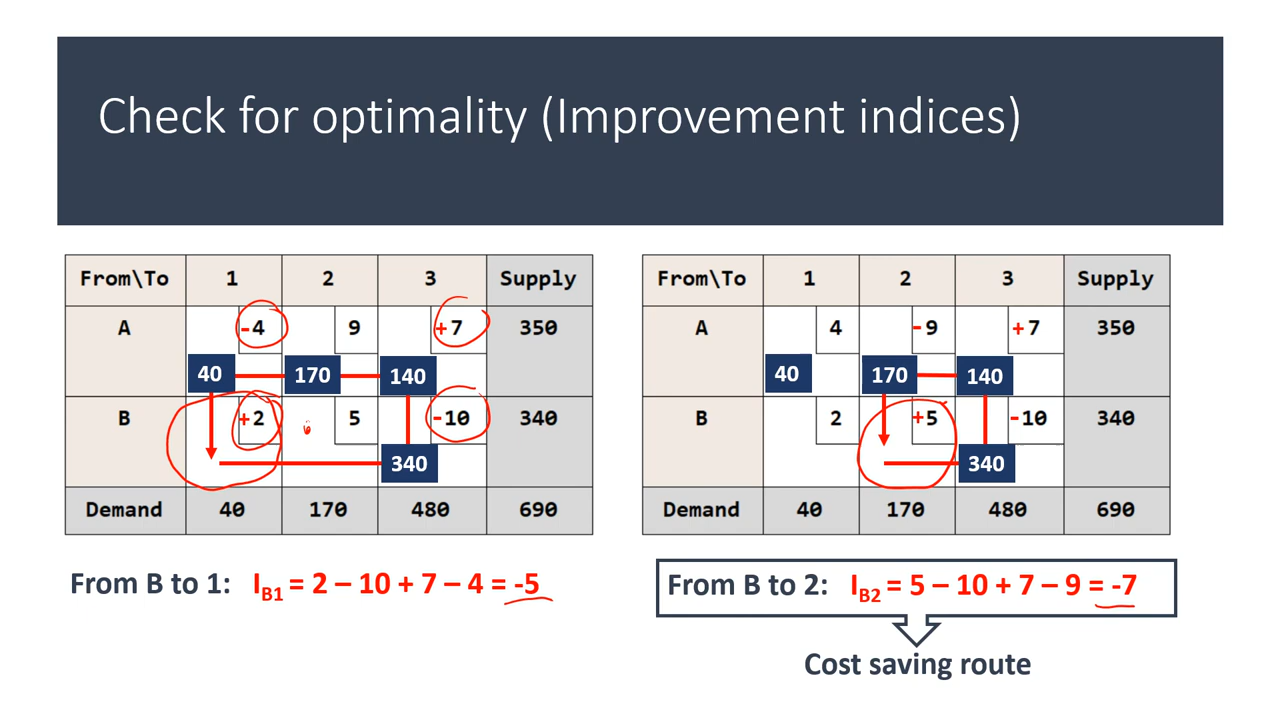 Check for optimality (Improvement indices)
From\To 1 2 3 Supply
A -4 9 +7 350
40 170 140
B +2 5 -10 340
340
Demand 40 170 480 690
From B to 1: IB1 = 2 – 10 + 7 – 4 = -5
From\To 1 2 3 Supply
A 4 -9 +7 350
40 170 140
B 2 +5 -10 340
340
Demand 40 170 480 690
From B to 2: IB2 = 5 – 10 + 7 – 9 = -7
Cost saving route